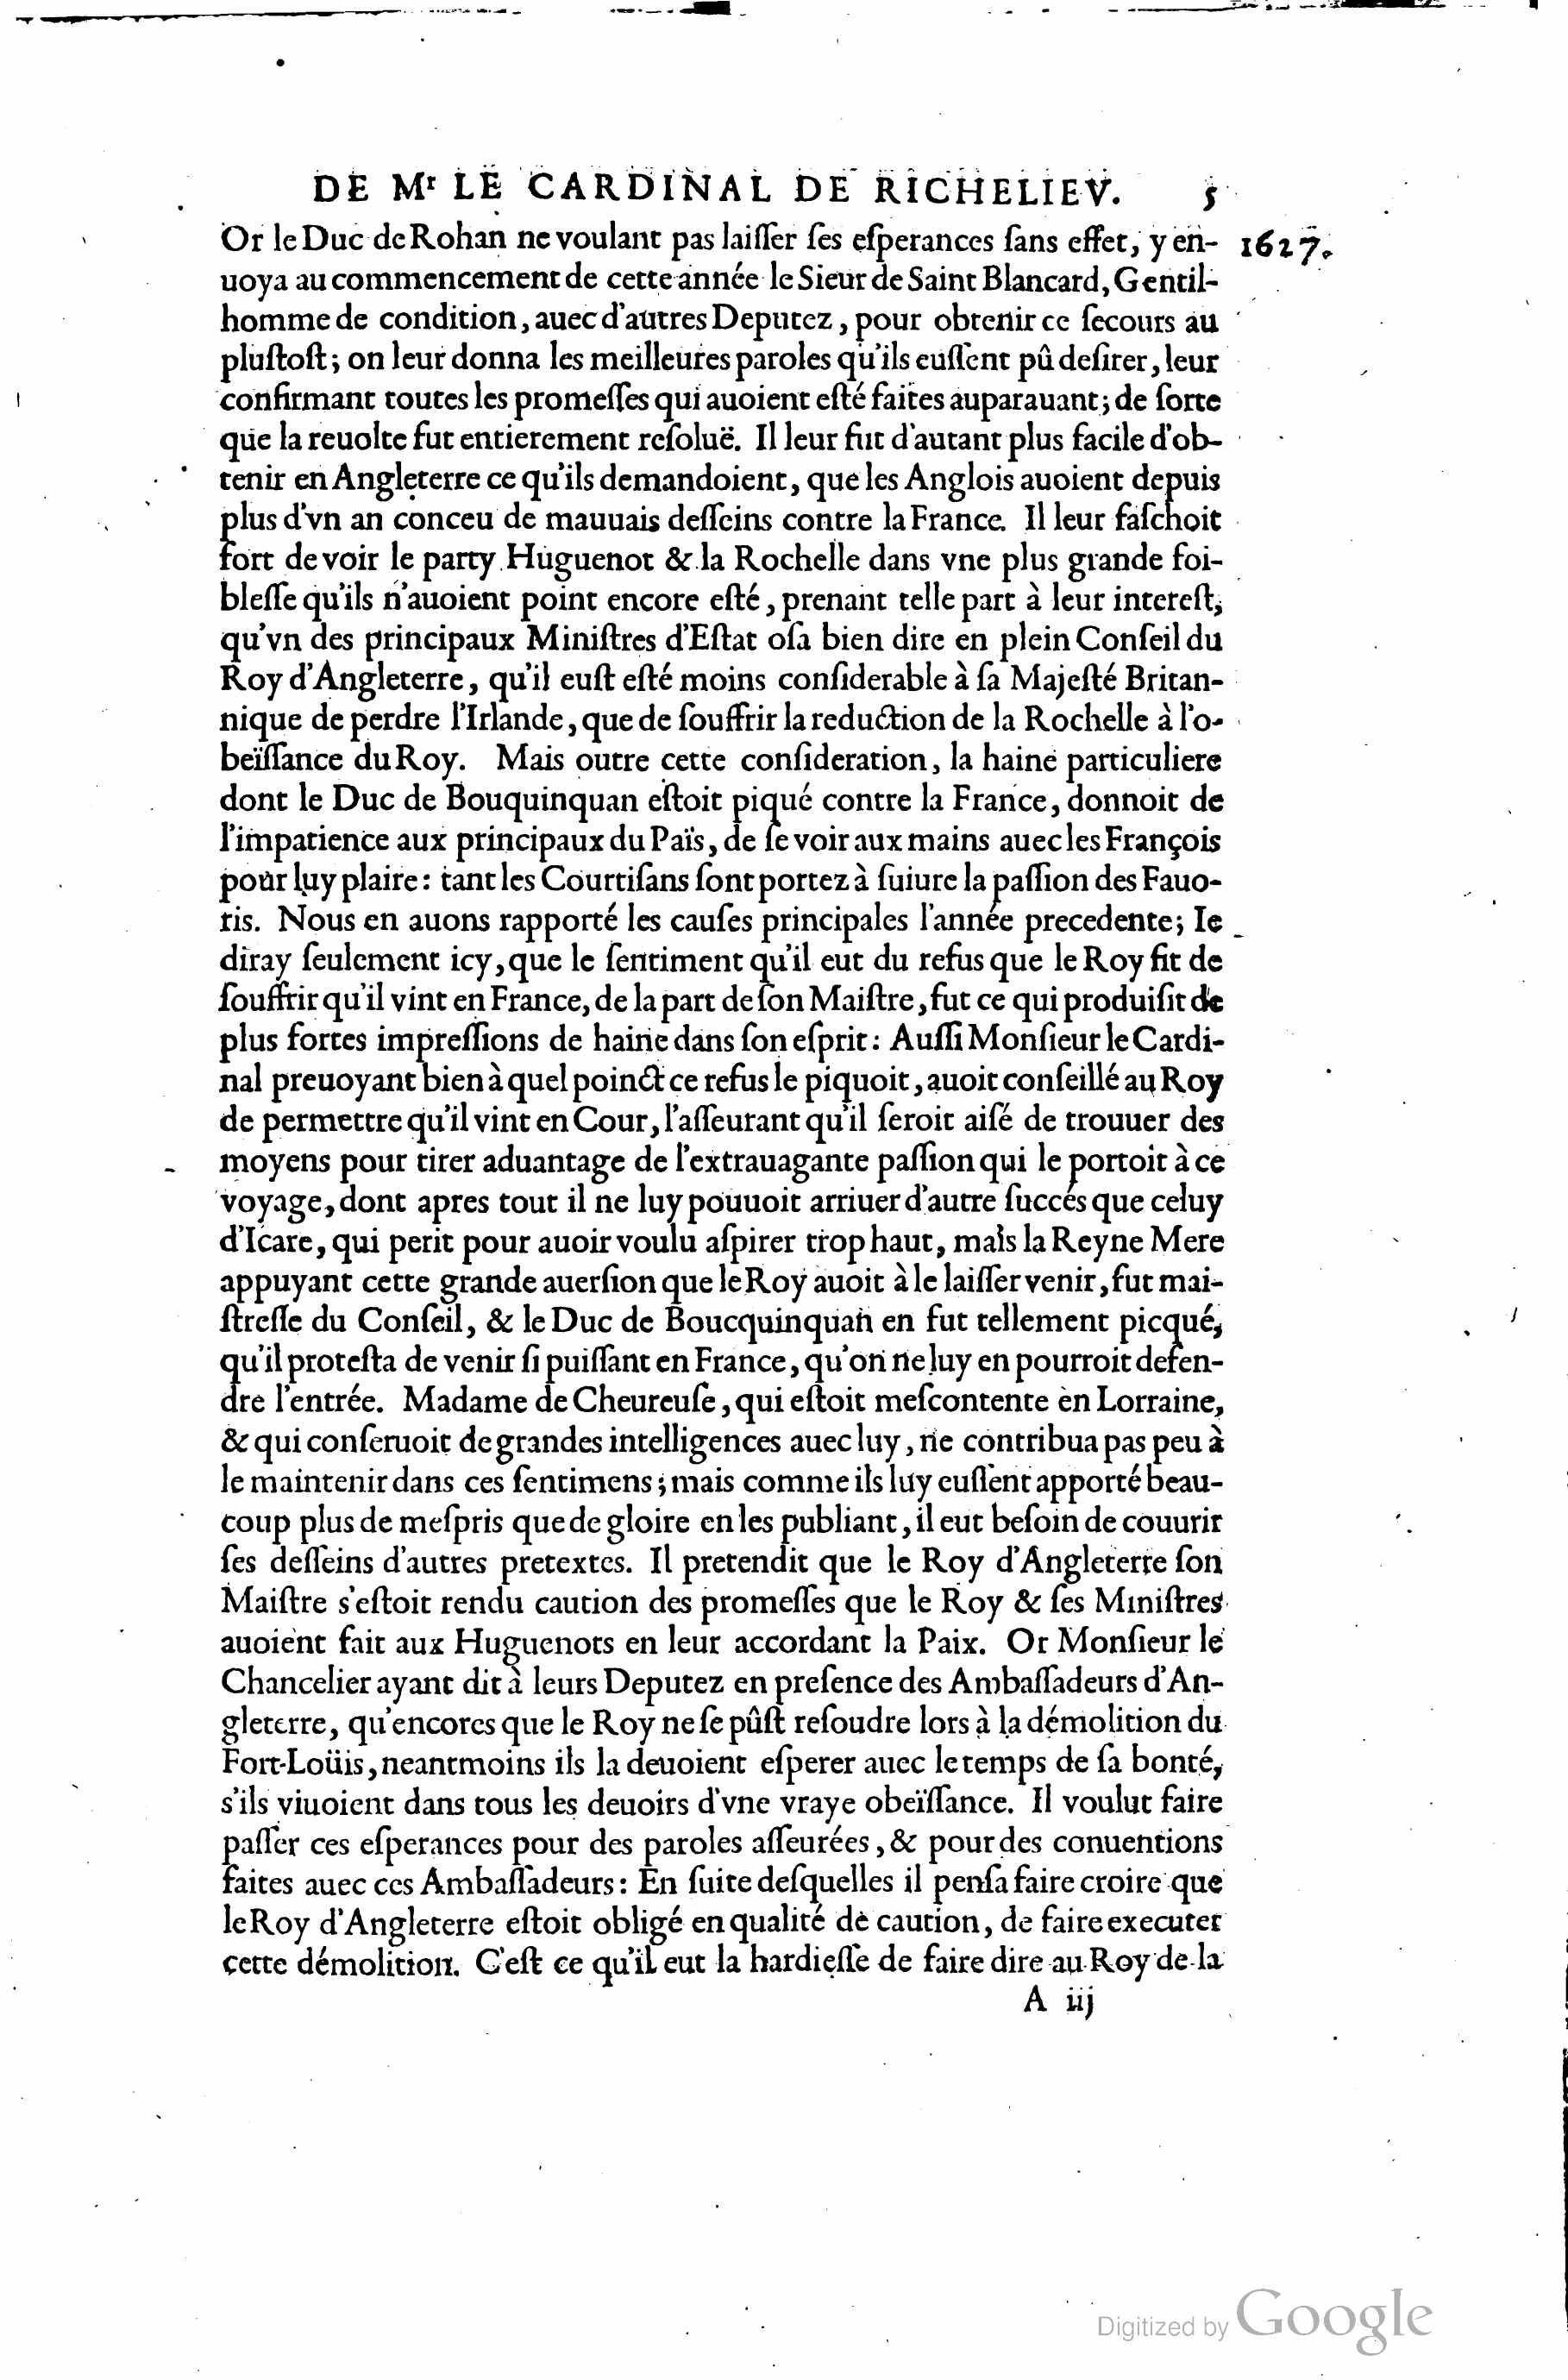 DE Mʳ LE CARDINAL DE RICHELIEV. 5
Or le Duc de Rohan ne voulant pas laiſſer ſes eſperances ſans effet, y en- 1627.
uoya au commencement de cette année le Sieur de Saint Blancard, Gentil-
homme de condition, auec d'autres Deputez, pour obtenir ce ſecours au
pluſtoſt; on leur donna les meilleures paroles qu'ils euſſent pû deſirer, leur
confirmant toutes les promeſſes qui auoient eſté faites auparauant; de ſorte
que la reuolte fut entierement reſoluë. Il leur fut d'autant plus facile d'ob-
tenir en Angleterre ce qu'ils demandoient, que les Anglois auoient depuis
plus d'vn an conceu de mauuais deſſeins contre la France. Il leur faſchoit
fort de voir le party Huguenot & la Rochelle dans vne plus grande foi-
bleſſe qu'ils n'auoient point encore eſté, prenant telle part à leur intereſt,
qu'vn des principaux Miniſtres d'Eſtat oſa bien dire en plein Conſeil du
Roy d'Angleterre, qu'il euſt eſté moins conſiderable à ſa Majeſté Britan-
nique de perdre l'Irlande, que de ſouffrir la reduction de la Rochelle à l'o-
beïſſance du Roy. Mais outre cette conſideration, la haine particuliere
dont le Duc de Bouquinquan eſtoit piqué contre la France, donnoit de
l'impatience aux principaux du Païs, de ſe voir aux mains auec les François
pour luy plaire: tant les Courtiſans ſont portez à ſuiure la paſſion des Fauo-
ris. Nous en auons rapporté les cauſes principales l'année precedente; Ie
diray ſeulement icy, que le ſentiment qu'il eut du refus que le Roy fit de
ſouffrir qu'il vint en France, de la part de ſon Maiſtre, fut ce qui produiſit de
plus fortes impreſſions de haine dans ſon eſprit: Auſſi Monſieur le Cardi-
nal preuoyant bien à quel poinct ce refus le piquoit, auoit conſeillé au Roy
de permettre qu'il vint en Cour, l'aſſeurant qu'il ſeroit aiſé de trouuer des
moyens pour tirer aduantage de l'extrauagante paſſion qui le portoit à ce
voyage, dont apres tout il ne luy pouuoit arriuer d'autre ſuccés que celuy
d'Icare, qui perit pour auoir voulu aſpirer trop haut, mais la Reyne Mere
appuyant cette grande auerſion que le Roy auoit à le laiſſer venir, fut mai-
ſtreſſe du Conſeil, & le Duc de Boucquinquan en fut tellement picqué,
qu'il proteſta de venir ſi puiſſant en France, qu'on ne luy en pourroit defen-
dre l'entrée. Madame de Cheureuſe, qui eſtoit meſcontente en Lorraine,
& qui conſeruoit de grandes intelligences auec luy, ne contribua pas peu à
le maintenir dans ces ſentimens; mais comme ils luy euſſent apporté beau-
coup plus de meſpris que de gloire en les publiant, il eut beſoin de couurir
ſes deſſeins d'autres pretextes. Il pretendit que le Roy d'Angleterre ſon
Maiſtre s'eſtoit rendu caution des promeſſes que le Roy & ſes Miniſtres
auoient fait aux Huguenots en leur accordant la Paix. Or Monſieur le
Chancelier ayant dit à leurs Deputez en preſence des Ambaſſadeurs d'An-
gleterre, qu'encores que le Roy ne ſe pûſt reſoudre lors à la démolition du
Fort-Loüis, neantmoins ils la deuoient eſperer auec le temps de ſa bonté,
s'ils viuoient dans tous les deuoirs d'vne vraye obeïſſance. Il voulut faire
paſſer ces eſperances pour des paroles aſſeurées, & pour des conuentions
faites auec ces Ambaſſadeurs: En ſuite deſquelles il penſa faire croire que
le Roy d'Angleterre eſtoit obligé en qualité de caution, de faire executer
cette démolition. C'eſt ce qu'il eut la hardieſſe de faire dire au Roy de la
A iij
Digitized by Google